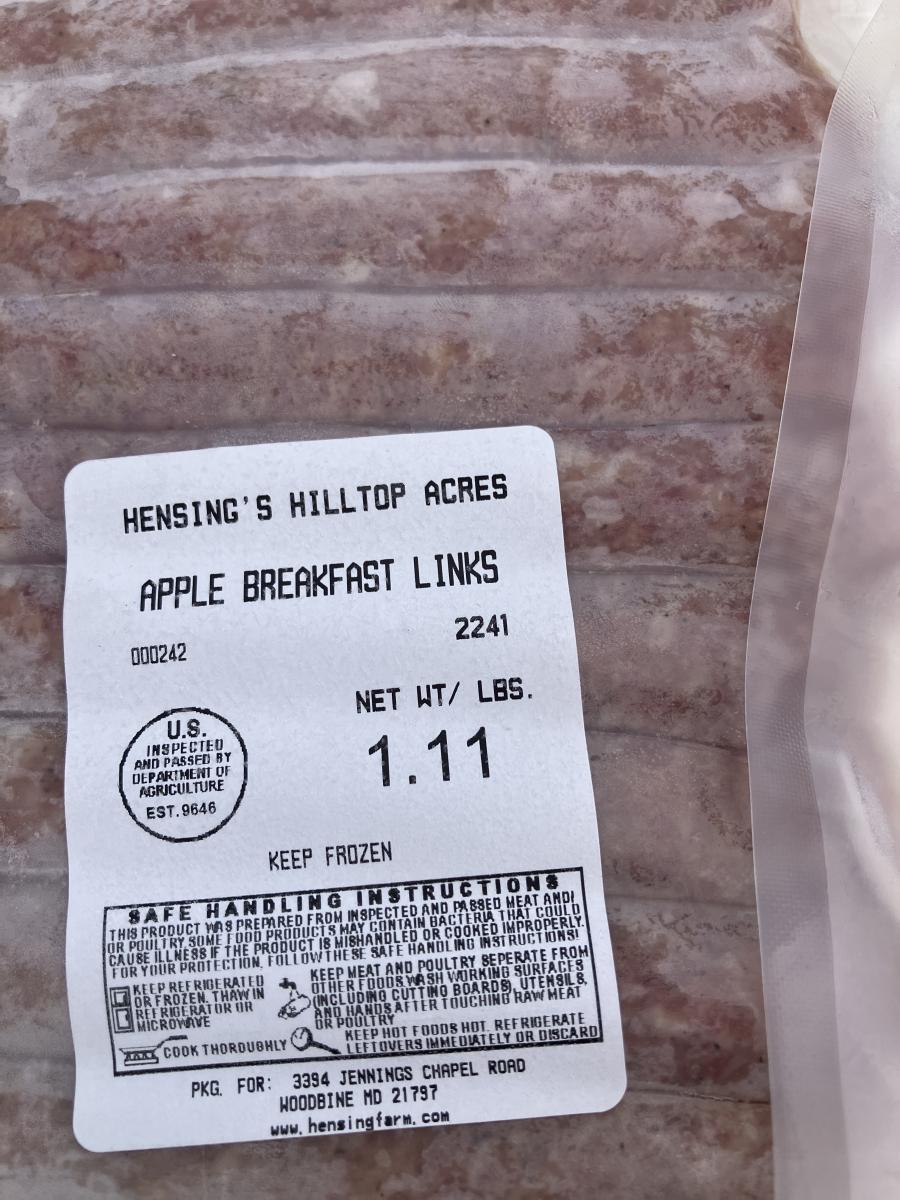 HENSING'S HILLTOP ACRES
APPLE BREAKFAST LINKS
000242
2241
NET WT/ LBS.
1.11
U.S.
INSPECTED
AND PASSED BY
DEPARTMENT OF
AGRICULTURE
EST.9646
KEEP FROZEN
SAFE HANDLING INSTRUCTIONS
THIS PRODUCT WAS PREPARED FROM INSPECTED AND PASSED MEAT AND/
OR POULTRY. SOME FOOD PRODUCTS MAY CONTAIN BACTERIA THAT COULD
CAUSE ILLNESS IF THE PRODUCT IS MISHANDLED OR COOKED IMPROPERLY.
FOR YOUR PROTECTION, FOLLOW THESE SAFE HANDLING INSTRUCTIONS!
KEEP REFRIGERATED
OR FROZEN. THAW IN
REFRIGERATOR OR
MICROWAVE
KEEP MEAT AND POULTRY SEPERATE FROM
OTHER FOODS. WASH WORKING SURFACES
(INCLUDING CUTTING BOARDS), UTENSILS,
AND HANDS AFTER TOUCHING RAW MEAT
OR POULTRY
COOK THOROUGHLY
KEEP HOT FOODS HOT. REFRIGERATE
LEFTOVERS IMMEDIATELY OR DISCARD
PKG. FOR: 3394 JENNINGS CHAPEL ROAD
WOODBINE MD 21797
www.hensingfarm.com